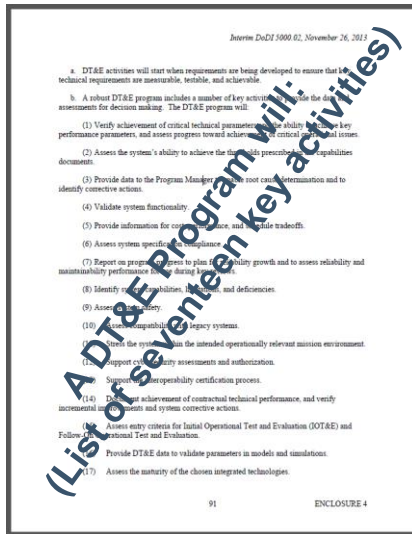 Interim DoDI 5000.02, November 26, 2013
a. DT&E activities will start when requirements are being developed to ensure that key
technical requirements are measurable, testable, and achievable.
b. A robust DT&E program includes a number of key activities to provide the data and
assessments for decision making. The DT&E program will:
(1) Verify achievement of critical technical parameters and the ability to achieve key
performance parameters, and assess progress toward achievement of critical operational issues.
(2) Assess the system's ability to achieve the thresholds prescribed in the capabilities
documents.
(3) Provide data to the Program Manager to enable root cause determination and to
identify corrective actions.
(4) Validate system functionality.
(5) Provide information for cost, performance, and schedule tradeoffs.
(6) Assess system specification compliance.
(7) Report on program progress to plan for reliability growth and to assess reliability and
maintainability performance for use during key reviews.
(8) Identify system capabilities, limitations, and deficiencies.
(9) Assess system safety.
(10) Assess compatibility with legacy systems.
Stress the system within the intended operationally relevant mission environment.
Support cybersecurity assessments and authorization.
Support the interoperability certification process.
(14) Document achievement of contractual technical performance, and verify
incremental improvements and system corrective actions.
Assess entry criteria for Initial Operational Test and Evaluation (IOT&E) and
Follow-On Operational Test and Evaluation.
(16) Provide DT&E data to validate parameters in models and simulations.
(17) Assess the maturity of the chosen integrated technologies.
91 ENCLOSURE 4
A DT&E Program will:
(List of seventeen key activities)